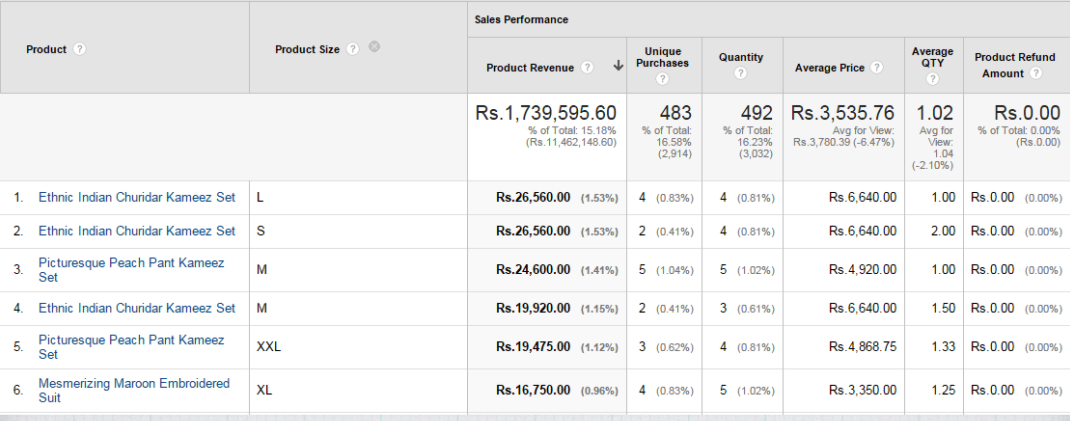 Sales Performance
Product ? Product Size ? Product Revenue ? Unique Purchases ? Quantity ? Average Price ? Average QTY ? Product Refund Amount ?
Rs.1,739,595.60 483 492 Rs.3,535.76 1.02 Rs.0.00
% of Total: 15.18% (Rs.11,462,148.60) % of Total: 16.58% (2,914) % of Total: 16.23% (3,032) Avg for View: Rs.3,780.39 (-6.47%) Avg for View: 1.04 (-2.10%) % of Total: 0.00% (Rs.0.00)
1. Ethnic Indian Churidar Kameez Set L Rs.26,560.00 (1.53%) 4 (0.83%) 4 (0.81%) Rs.6,640.00 1.00 Rs.0.00 (0.00%)
2. Ethnic Indian Churidar Kameez Set S Rs.26,560.00 (1.53%) 2 (0.41%) 4 (0.81%) Rs.6,640.00 2.00 Rs.0.00 (0.00%)
3. Picturesque Peach Pant Kameez Set M Rs.24,600.00 (1.41%) 5 (1.04%) 5 (1.02%) Rs.4,920.00 1.00 Rs.0.00 (0.00%)
4. Ethnic Indian Churidar Kameez Set M Rs.19,920.00 (1.15%) 2 (0.41%) 3 (0.61%) Rs.6,640.00 1.50 Rs.0.00 (0.00%)
5. Picturesque Peach Pant Kameez Set XXL Rs.19,475.00 (1.12%) 3 (0.62%) 4 (0.81%) Rs.4,868.75 1.33 Rs.0.00 (0.00%)
6. Mesmerizing Maroon Embroidered Suit XL Rs.16,750.00 (0.96%) 4 (0.83%) 5 (1.02%) Rs.3,350.00 1.25 Rs.0.00 (0.00%)